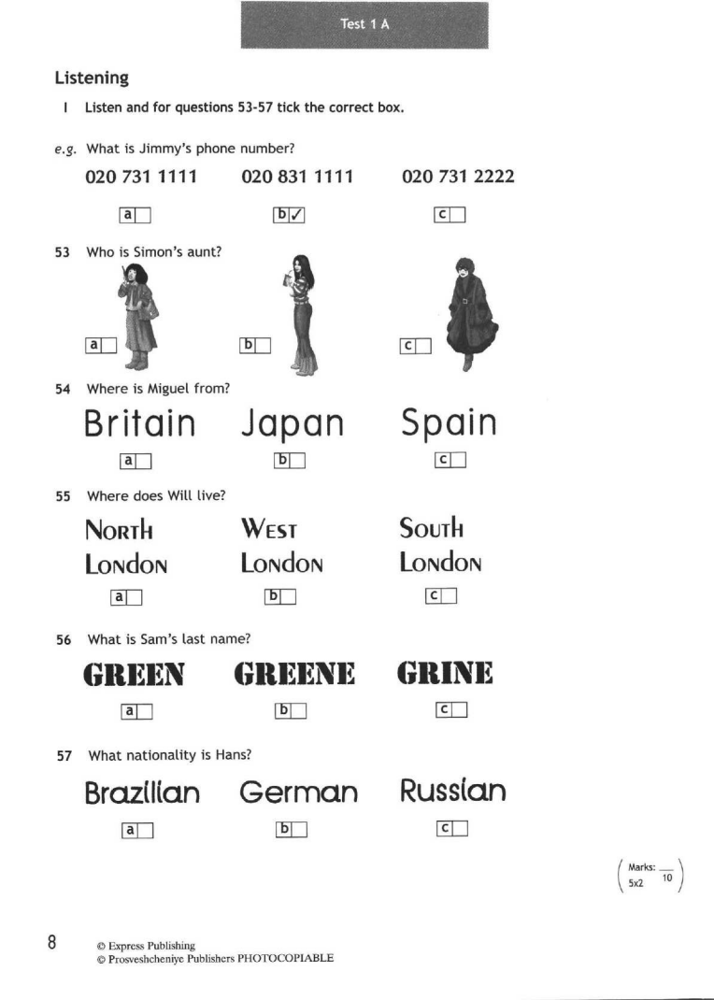 Test 1 A
Listening
I Listen and for questions 53-57 tick the correct box.
e.g. What is Jimmy's phone number?
020 731 1111 020 831 1111 020 731 2222
a b ✓ c
53 Who is Simon's aunt?
a b c
54 Where is Miguel from?
Britain Japan Spain
a b c
55 Where does Will live?
North West South
London London London
a b c
56 What is Sam's last name?
GREEN GREENE GRINE
a b c
57 What nationality is Hans?
Brazilian German Russian
a b c
Marks: __
5x2 10
8 © Express Publishing
© Prosveshcheniye Publishers PHOTOCOPIABLE